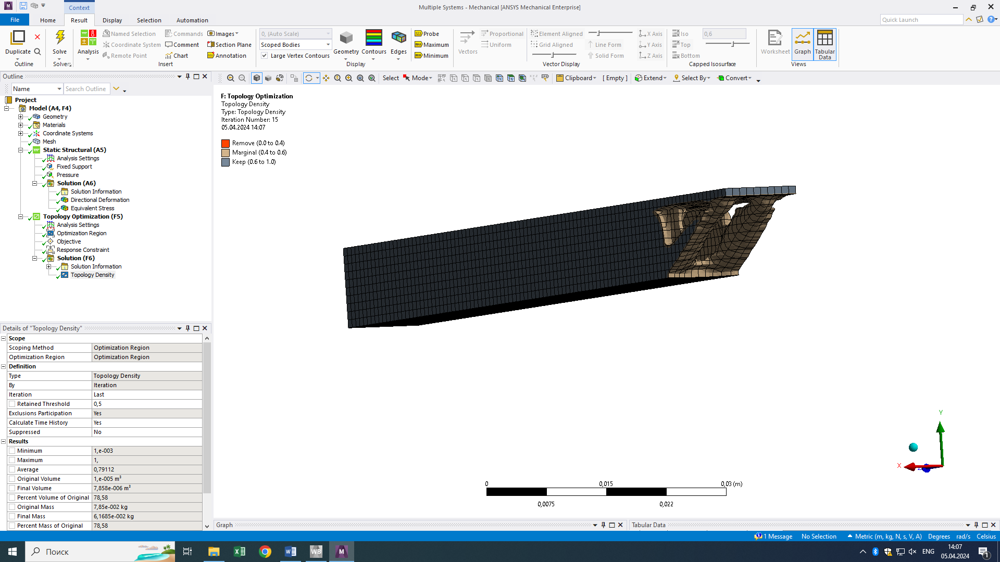 Context
Multiple Systems - Mechanical [ANSYS Mechanical Enterprise]
File
Home
Result
Display
Selection
Automation
Quick Launch
Duplicate
Outline
Solve
Solver
Analysis
Named Selection
Coordinate System
Remote Point
Commands
Comment
Chart
Images
Section Plane
Annotation
Insert
0, (Auto Scale)
Scoped Bodies
Large Vertex Contours
Geometry
Contours
Edges
Display
Probe
Maximum
Minimum
Vectors
Proportional
Uniform
Element Aligned
Grid Aligned
Line Form
Solid Form
X Axis
Y Axis
Z Axis
Vector Display
Iso
Top
Bottom
0,6
Capped Isosurface
Worksheet
Graph
Tabular Data
Views
Outline
Name
Search Outline
Select
Mode
Clipboard
[ Empty ]
Extend
Select By
Convert
Project
Model (A4, F4)
Geometry
Materials
Coordinate Systems
Mesh
Static Structural (A5)
Analysis Settings
Fixed Support
Pressure
Solution (A6)
Solution Information
Directional Deformation
Equivalent Stress
Topology Optimization (F5)
Analysis Settings
Optimization Region
Objective
Response Constraint
Solution (F6)
Solution Information
Topology Density
F: Topology Optimization
Topology Density
Type: Topology Density
Iteration Number: 15
05.04.2024 14:07
Remove (0.0 to 0.4)
Marginal (0.4 to 0.6)
Keep (0.6 to 1.0)
Details of "Topology Density"
Scope
Scoping Method Optimization Region
Optimization Region Optimization Region
Definition
Type Topology Density
By Iteration
Iteration Last
Retained Threshold 0,5
Exclusions Participation Yes
Calculate Time History Yes
Suppressed No
Results
Minimum 1,e-003
Maximum 1,
Average 0,79112
Original Volume 1,e-005 m³
Final Volume 7,858e-006 m³
Percent Volume of Original 78,58
Original Mass 7,85e-002 kg
Final Mass 6,1685e-002 kg
Percent Mass of Original 78,58
Y
X
Z
0
0,015
0,03 (m)
0,0075
0,022
Graph
Tabular Data
1 Message
No Selection
Metric (m, kg, N, s, V, A)
Degrees
rad/s
Celsius
Поиск
WB
M
ENG
14:07
05.04.2024
1